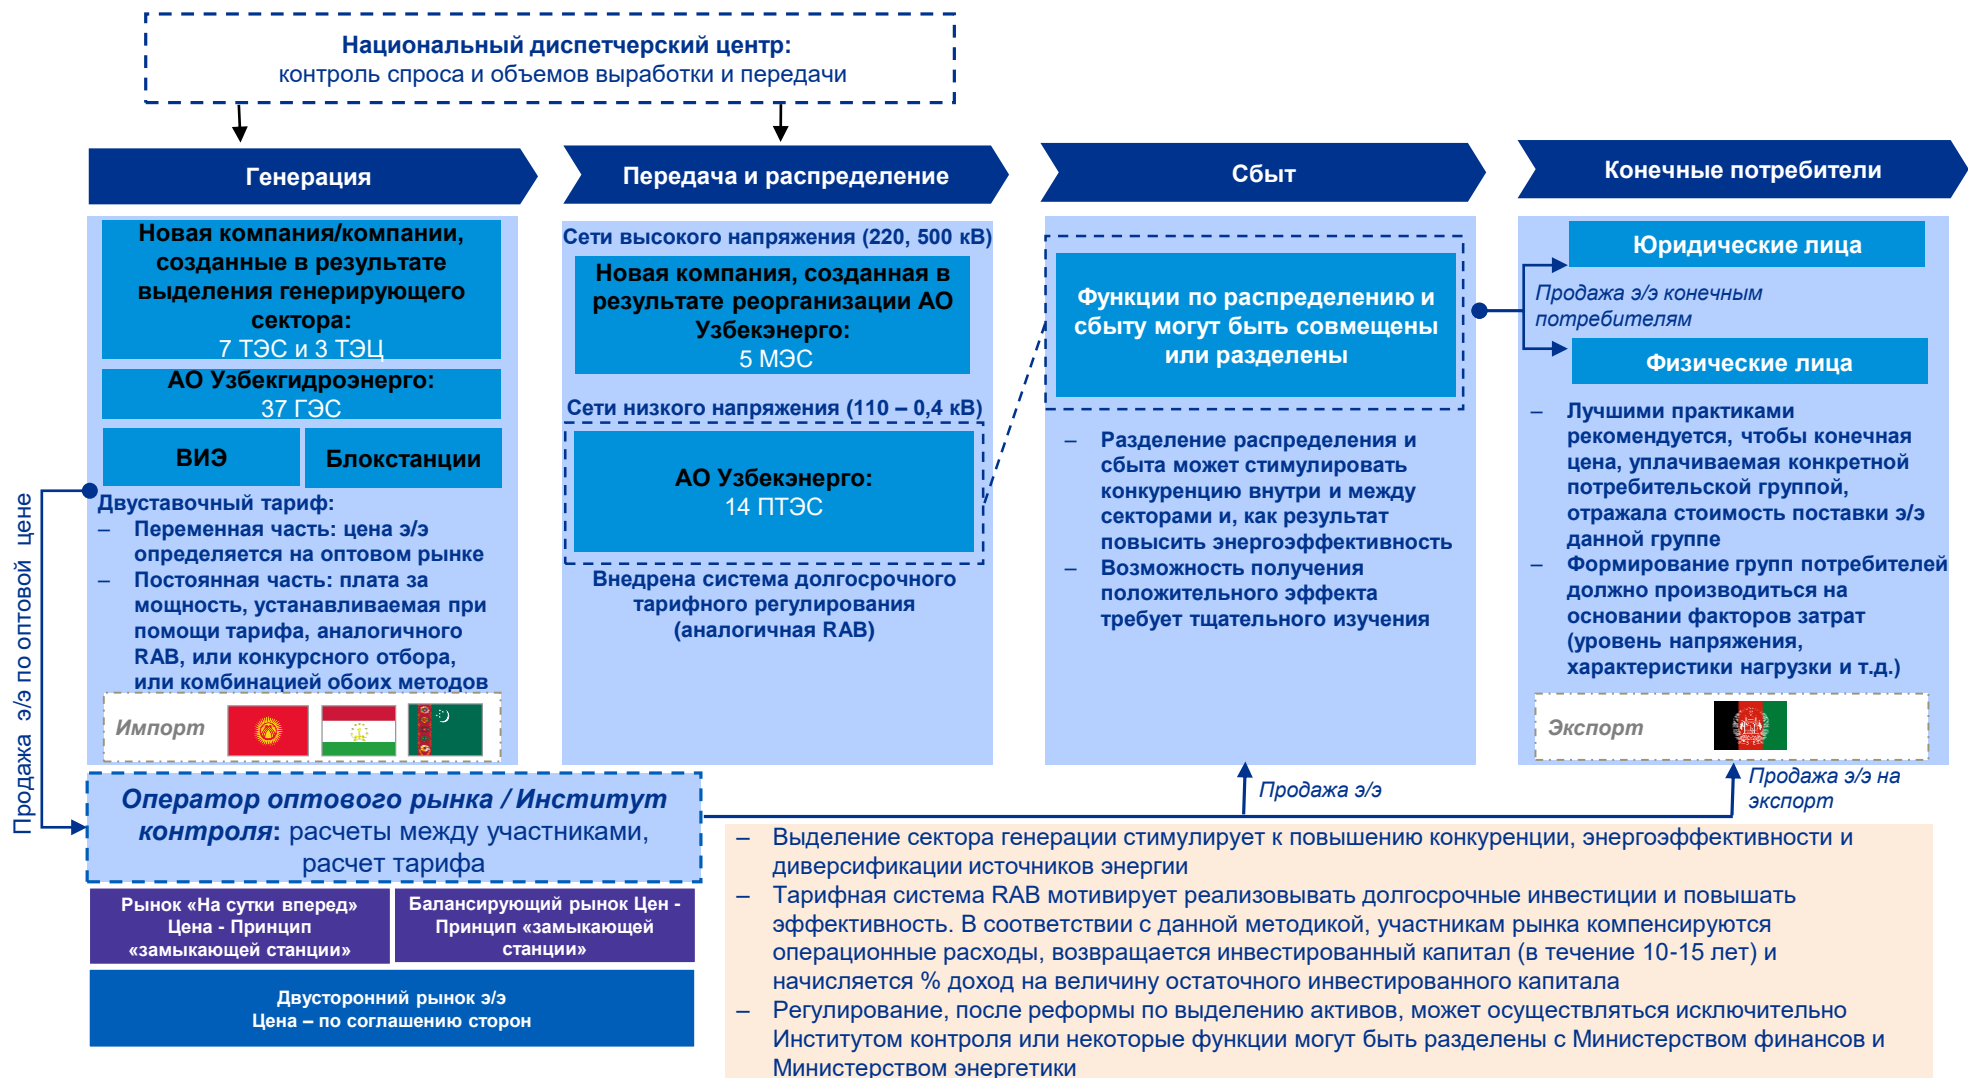 Национальный диспетчерский центр:
контроль спроса и объемов выработки и передачи
Генерация
Передача и распределение
Сбыт
Конечные потребители
Новая компания/компании,
созданные в результате
выделения генерирующего
сектора:
7 ТЭС и 3 ТЭЦ
АО Узбекгидроэнерго:
37 ГЭС
ВИЭ
Блокстанции
Двуставочный тариф:
– Переменная часть: цена э/э
определяется на оптовом рынке
– Постоянная часть: плата за
мощность, устанавливаемая при
помощи тарифа, аналогичного
RAB, или конкурсного отбора,
или комбинацией обоих методов
Импорт
Продажа э/э по оптовой цене
Сети высокого напряжения (220, 500 кВ)
Новая компания, созданная в
результате реорганизации АО
Узбекэнерго:
5 МЭС
Сети низкого напряжения (110 – 0,4 кВ)
АО Узбекэнерго:
14 ПТЭС
Внедрена система долгосрочного
тарифного регулирования
(аналогичная RAB)
Функции по распределению и
сбыту могут быть совмещены
или разделены
– Разделение распределения и
сбыта может стимулировать
конкуренцию внутри и между
секторами и, как результат
повысить энергоэффективность
– Возможность получения
положительного эффекта
требует тщательного изучения
Юридические лица
Продажа э/э конечным
потребителям
Физические лица
– Лучшими практиками
рекомендуется, чтобы конечная
цена, уплачиваемая конкретной
потребительской группой,
отражала стоимость поставки э/э
данной группе
– Формирование групп потребителей
должно производиться на
основании факторов затрат
(уровень напряжения,
характеристики нагрузки и т.д.)
Экспорт
Оператор оптового рынка / Институт
контроля: расчеты между участниками,
расчет тарифа
Продажа э/э
Продажа э/э на
экспорт
Рынок «На сутки вперед»
Цена - Принцип
«замыкающей станции»
Балансирующий рынок Цен -
Принцип «замыкающей
станции»
Двусторонний рынок э/э
Цена – по соглашению сторон
– Выделение сектора генерации стимулирует к повышению конкуренции, энергоэффективности и
диверсификации источников энергии
– Тарифная система RAB мотивирует реализовывать долгосрочные инвестиции и повышать
эффективность. В соответствии с данной методикой, участникам рынка компенсируются
операционные расходы, возвращается инвестированный капитал (в течение 10-15 лет) и
начисляется % доход на величину остаточного инвестированного капитала
– Регулирование, после реформы по выделению активов, может осуществляться исключительно
Институтом контроля или некоторые функции могут быть разделены с Министерством финансов и
Министерством энергетики